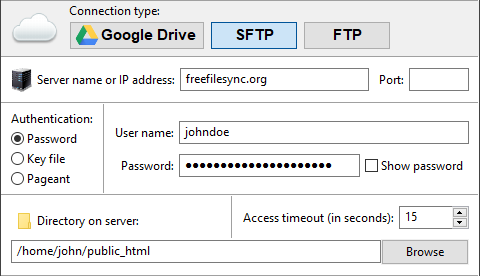 Connection type:
Google Drive SFTP FTP
Server name or IP address: freefilesync.org Port:
Authentication:
Password
Key file
Pageant
User name: johndoe
Password: ●●●●●●●●●●●●●●●●●●●●● Show password
Directory on server: Access timeout (in seconds): 15
/home/john/public_html Browse